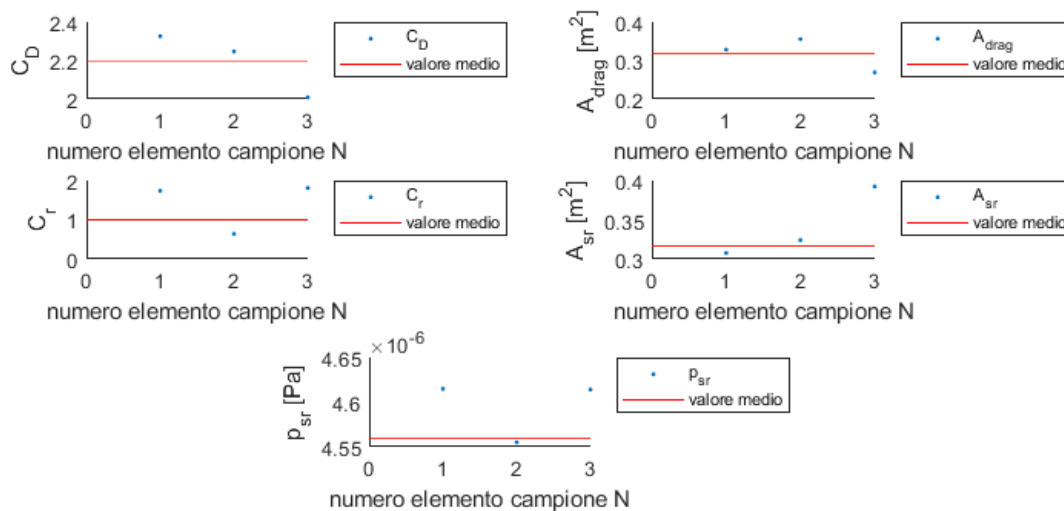 2.4
2.2
2
C_D
0 1 2 3
numero elemento campione N
C_D
valore medio
0.4
0.3
0.2
A_drag [m^2]
0 1 2 3
numero elemento campione N
A_drag
valore medio
2
1
0
C_r
0 1 2 3
numero elemento campione N
C_r
valore medio
0.4
0.35
0.3
A_sr [m^2]
0 1 2 3
numero elemento campione N
A_sr
valore medio
× 10^-6
4.65
4.6
4.55
p_sr [Pa]
0 1 2 3
numero elemento campione N
p_sr
valore medio